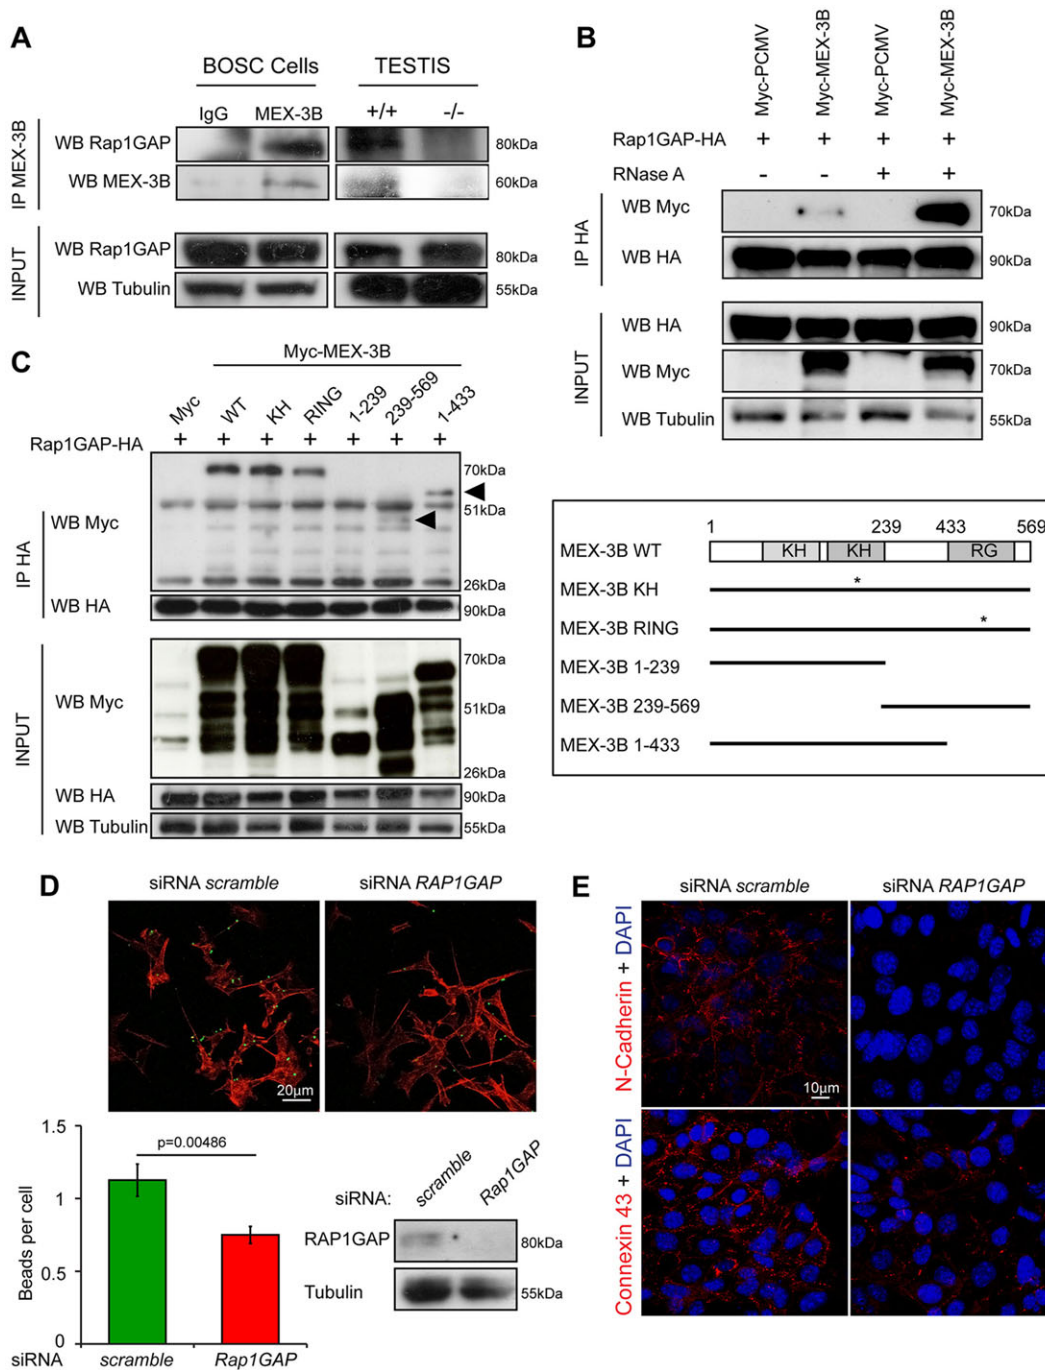 A
BOSC Cells TESTIS
IgG MEX-3B +/+ -/-
IP MEX-3B
WB Rap1GAP 80kDa
WB MEX-3B 60kDa
INPUT
WB Rap1GAP 80kDa
WB Tubulin 55kDa
B
Myc-PCMV Myc-MEX-3B Myc-PCMV Myc-MEX-3B
Rap1GAP-HA + + + +
RNase A - - + +
IP HA
WB Myc 70kDa
WB HA 90kDa
INPUT
WB HA 90kDa
WB Myc 70kDa
WB Tubulin 55kDa
C
Myc-MEX-3B
Myc WT KH RING 1-239 239-569 1-433
Rap1GAP-HA + + + + + + +
IP HA
70kDa
51kDa
WB Myc
26kDa
WB HA 90kDa
INPUT
70kDa
WB Myc
51kDa
26kDa
WB HA 90kDa
WB Tubulin 55kDa
1 239 433 569
MEX-3B WT KH KH RG
*
MEX-3B KH
*
MEX-3B RING
MEX-3B 1-239
MEX-3B 239-569
MEX-3B 1-433
D
siRNA scramble siRNA RAP1GAP
20µm
Beads per cell
1.5
1
0.5
0
p=0.00486
siRNA scramble Rap1GAP
siRNA: scramble Rap1GAP
RAP1GAP 80kDa
Tubulin 55kDa
E
siRNA scramble siRNA RAP1GAP
N-Cadherin + DAPI
10µm
Connexin 43 + DAPI